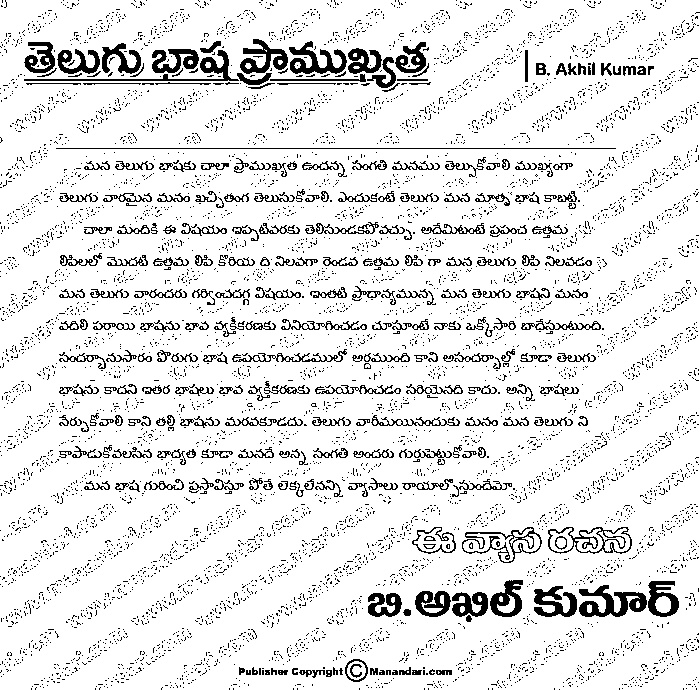 తెలుగు భాష ప్రాముఖ్యత
B. Akhil Kumar
మన తెలుగు భాషకు చాలా ప్రాముఖ్యత ఉందన్న సంగతి మనము తెల్సుకోవాలి ముఖ్యంగా
తెలుగు వారమైన మనం ఖచ్చితంగ తెలుసుకోవాలి. ఎందుకంటే తెలుగు మన మాతృ భాష కాబట్టి.
చాలా మందికి ఈ విషయం ఇప్పటివరకు తెలిసుండకపోవచ్చు. అదేమిటంటే ప్రపంచ ఉత్తమ
లిపిలలో మొదటి ఉత్తమ లిపి కొరియ ది నిలవగా రెండవ ఉత్తమ లిపి గా మన తెలుగు లిపి నిలవడం
మన తెలుగు వారందరు గర్వించదగ్గ విషయం. ఇంతటి ప్రాధాన్యమున్న మన తెలుగు భాషని మనం
వదిలి పరాయి భాషను భావ వ్యక్తీకరణకు వినియోగించడం చూస్తూంటే నాకు ఒక్కోసారి బాధేస్తుంటుంది.
సందర్భానుసారం పొరుగు భాష ఉపయోగించడములో అర్దముంది కాని అసందర్భాల్లో కూడా తెలుగు
భాషను కాదని ఇతర భాషలు భావ వ్యక్తీకరణకు ఉపయోగించడం సరియైనది కాదు. అన్ని భాషలు
నేర్చుకోవాలి కాని తల్లి భాషను మరవకూడదు. తెలుగు వారీమయినందుకు మనం మన తెలుగు ని
కాపాడుకోవలసిన భాద్యత కూడా మనదే అన్న సంగతి అందరు గుర్తుపెట్టుకోవాలి.
మన భాష గురించి ప్రస్తావిస్తూ పోతే లెక్కలేనన్ని వ్యాసాలు రాయాల్సొస్తుందేమో.
ఈ వ్యాస రచన
బి.అఖిల్ కుమార్
Publisher Copyright © Manandari.com